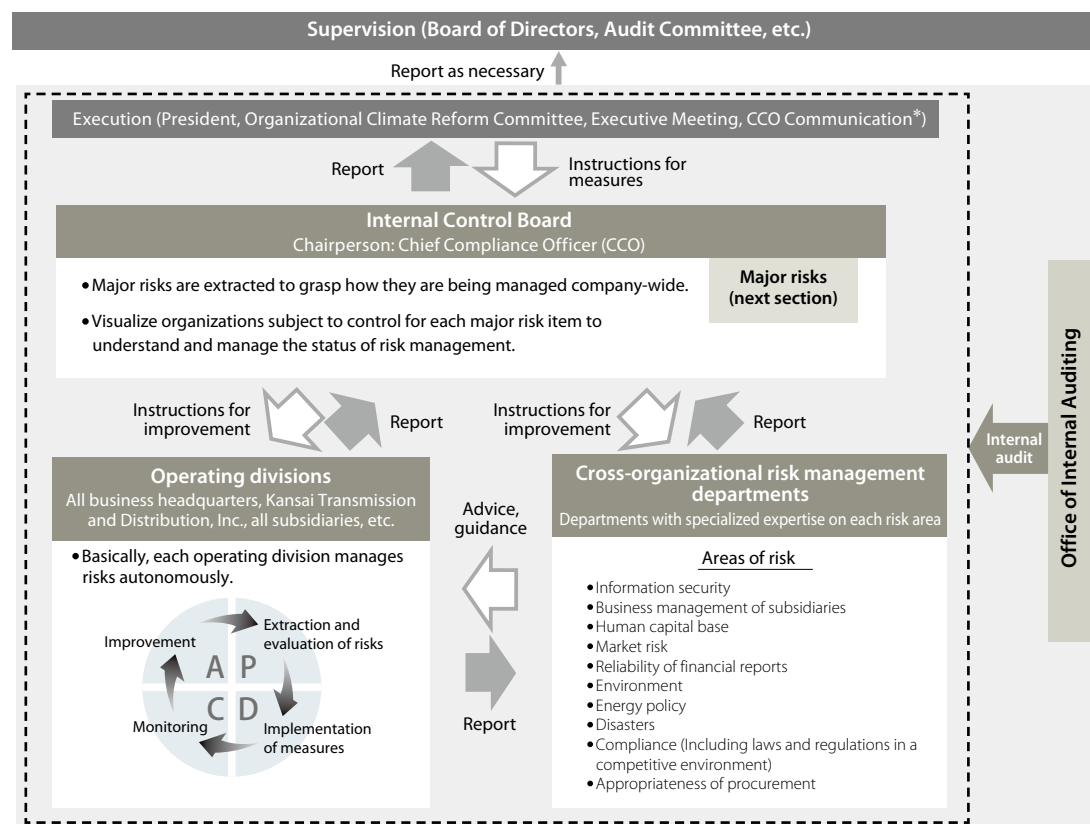 Supervision (Board of Directors, Audit Committee, etc.)
Report as necessary
Execution (President, Organizational Climate Reform Committee, Executive Meeting, CCO Communication*)
Report
Instructions for
measures
Internal Control Board
Chairperson: Chief Compliance Officer (CCO)
•Major risks are extracted to grasp how they are being managed company-wide.
•Visualize organizations subject to control for each major risk item to
understand and manage the status of risk management.
Major risks
(next section)
Instructions for
improvement
Report
Instructions for
improvement
Report
Operating divisions
All business headquarters, Kansai Transmission
and Distribution, Inc., all subsidiaries, etc.
•Basically, each operating division manages
risks autonomously.
Improvement
Extraction and
evaluation of risks
A P
C D
Monitoring
Implementation
of measures
Advice,
guidance
Report
Cross-organizational risk management
departments
Departments with specialized expertise on each risk area
Areas of risk
•Information security
•Business management of subsidiaries
•Human capital base
•Market risk
•Reliability of financial reports
•Environment
•Energy policy
•Disasters
•Compliance (Including laws and regulations in a
competitive environment)
•Appropriateness of procurement
Internal
audit
Office of Internal Auditing